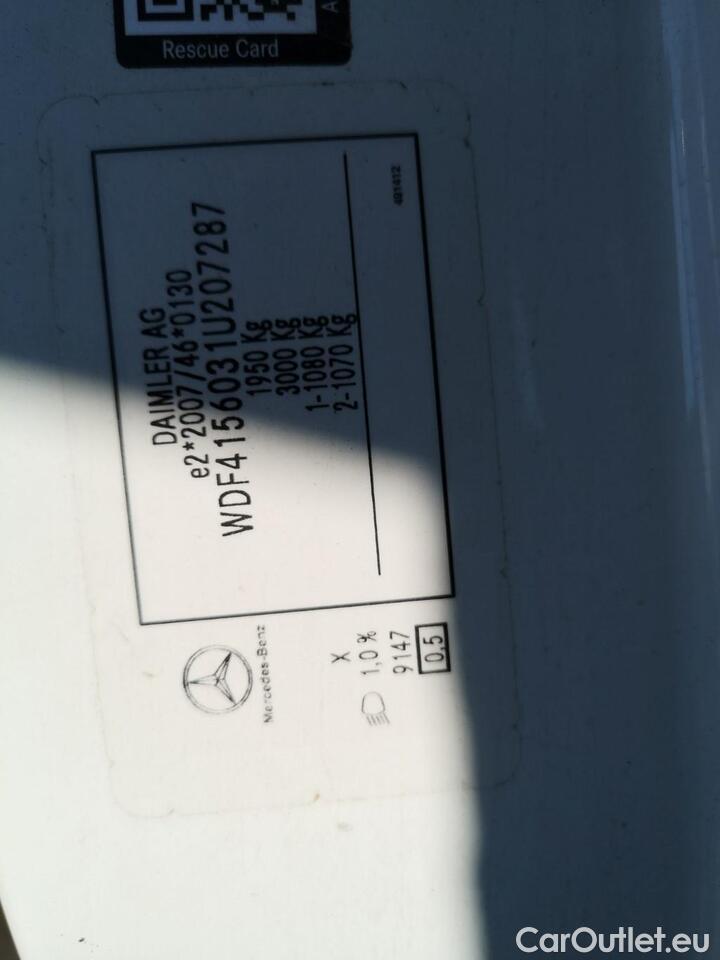 Rescue Card
DAIMLER AG
e2*2007/46*0130
WDF4156031U207287
1950 Kg
3000 Kg
1-1080 Kg
2-1070 Kg
491412
Mercedes-Benz
X
1,0 %
9147
0,5
CarOutlet.eu